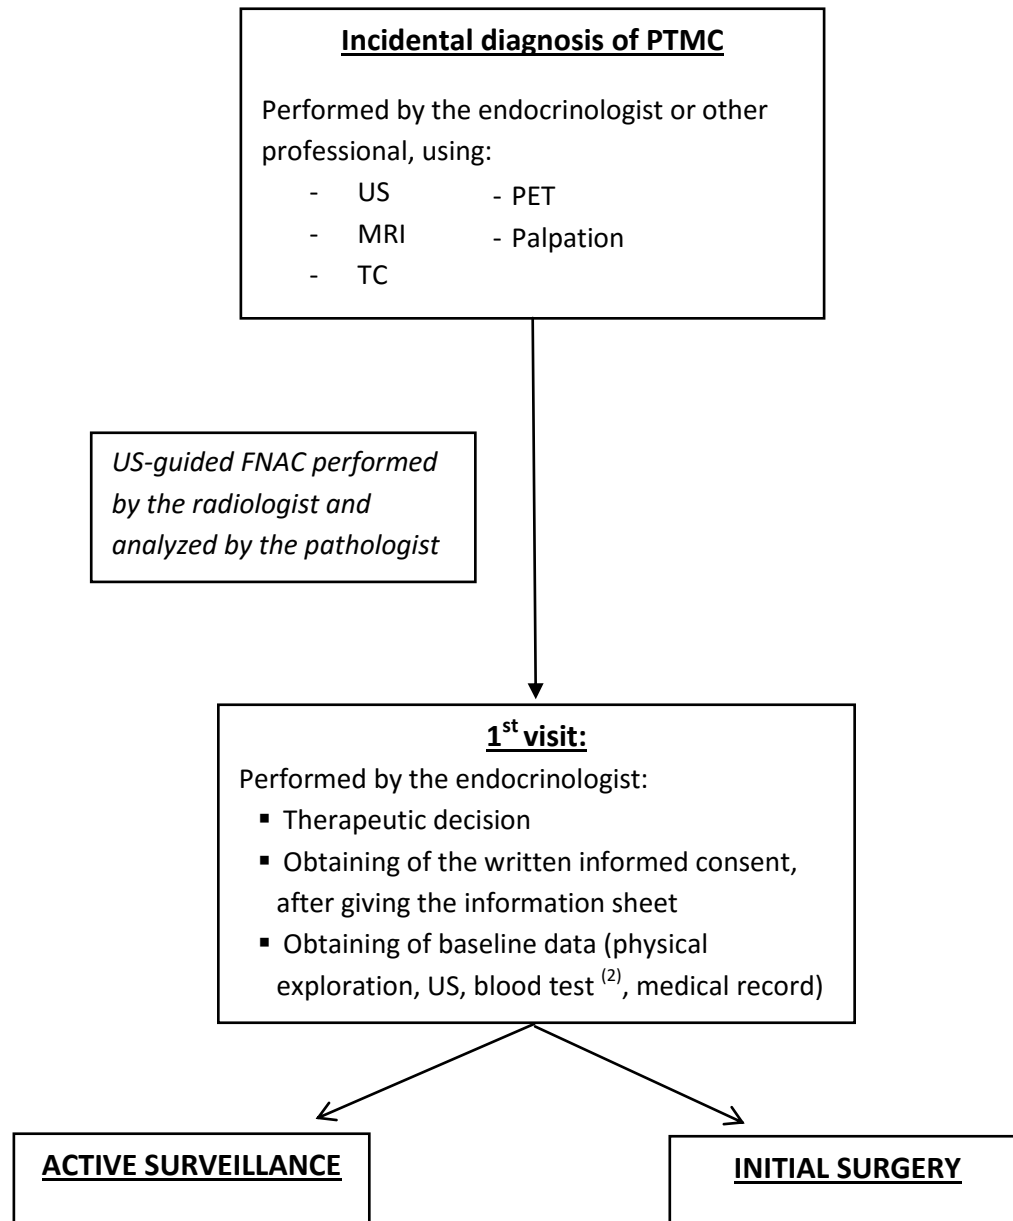 Incidental diagnosis of PTMC
Performed by the endocrinologist or other
professional, using:
- US - PET
- MRI - Palpation
- TC
US-guided FNAC performed
by the radiologist and
analyzed by the pathologist
1st visit:
Performed by the endocrinologist:
▪ Therapeutic decision
▪ Obtaining of the written informed consent,
after giving the information sheet
▪ Obtaining of baseline data (physical
exploration, US, blood test (2), medical record)
ACTIVE SURVEILLANCE
INITIAL SURGERY